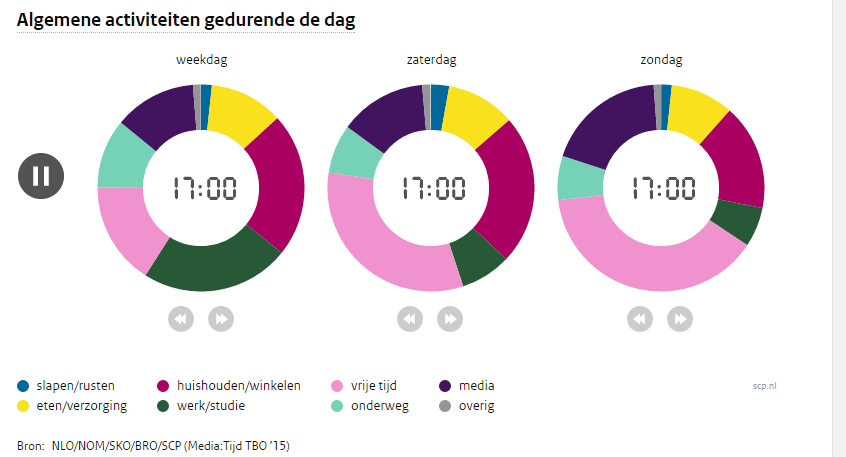 Algemene activiteiten gedurende de dag
weekdag
zaterdag
zondag
17:00
17:00
17:00
slapen/rusten
huishouden/winkelen
vrije tijd
media
scp.nl
eten/verzorging
werk/studie
onderweg
overig
Bron: NLO/NOM/SKO/BRO/SCP (Media:Tijd TBO ’15)